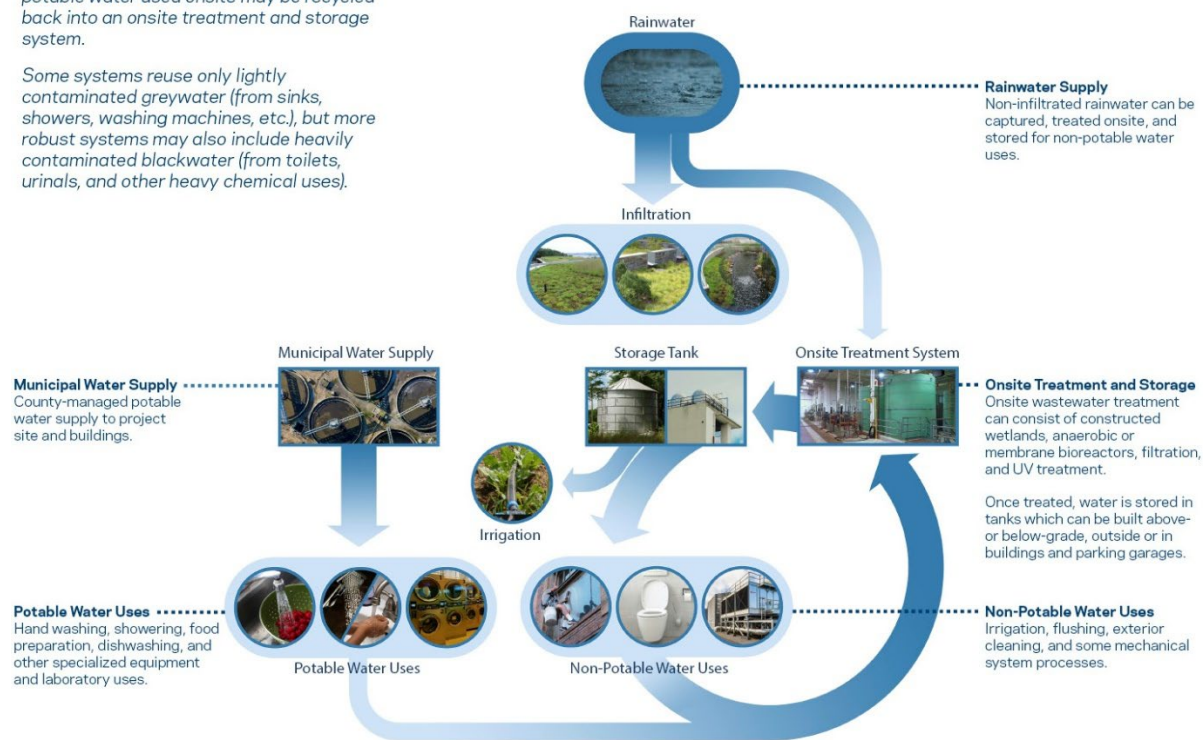 potable water used onsite may be recycled
back into an onsite treatment and storage
system.
Some systems reuse only lightly
contaminated greywater (from sinks,
showers, washing machines, etc.), but more
robust systems may also include heavily
contaminated blackwater (from toilets,
urinals, and other heavy chemical uses).
Rainwater
Rainwater Supply
Non-infiltrated rainwater can be
captured, treated onsite, and
stored for non-potable water
uses.
Infiltration
Municipal Water Supply
Storage Tank
Onsite Treatment System
Municipal Water Supply
County-managed potable
water supply to project
site and buildings.
Onsite Treatment and Storage
Onsite wastewater treatment
can consist of constructed
wetlands, anaerobic or
membrane bioreactors, filtration,
and UV treatment.
Once treated, water is stored in
tanks which can be built above-
or below-grade, outside or in
buildings and parking garages.
Irrigation
Potable Water Uses
Hand washing, showering, food
preparation, dishwashing, and
other specialized equipment
and laboratory uses.
Potable Water Uses
Non-Potable Water Uses
Non-Potable Water Uses
Irrigation, flushing, exterior
cleaning, and some mechanical
system processes.